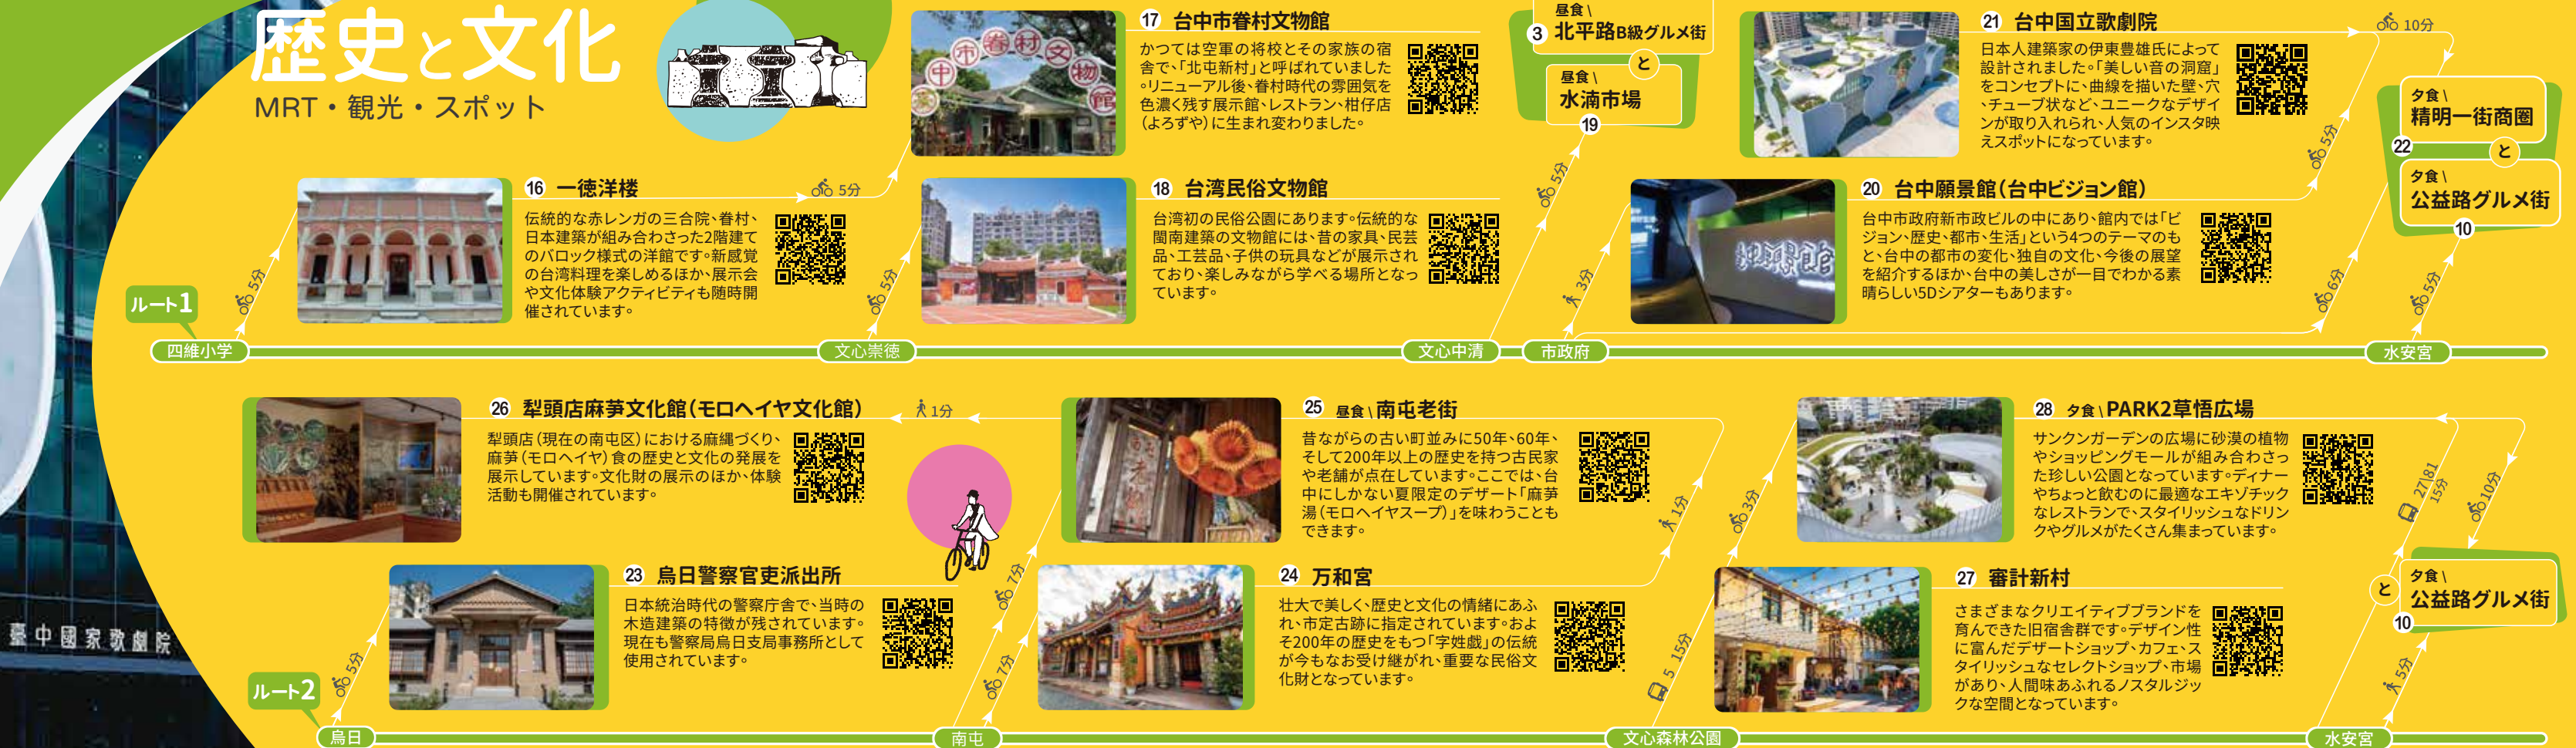 歴史と文化
MRT・観光・スポット
ルート1
四維小学
5分
16 一徳洋楼
伝統的な赤レンガの三合院、眷村、
日本建築が組み合わさった2階建て
のバロック様式の洋館です。新感覚
の台湾料理を楽しめるほか、展示会
や文化体験アクティビティも随時開
催されています。
5分
17 台中市眷村文物館
かつては空軍の将校とその家族の宿
舎で、「北屯新村」と呼ばれていました
。リニューアル後、眷村時代の雰囲気を
色濃く残す展示館、レストラン、柑仔店
（よろずや）に生まれ変わりました。
中市眷村文物館
文心崇徳
5分
18 台湾民俗文物館
台湾初の民俗公園にあります。伝統的な
閩南建築の文物館には、昔の家具、民芸
品、工芸品、子供の玩具などが展示され
ており、楽しみながら学べる場所となっ
ています。
文心中清
5分
昼食\
3 北平路B級グルメ街
と
昼食\
水湳市場
19
市政府
3分
20 台中願景館（台中ビジョン館）
台中市政府新市政ビルの中にあり、館内では「ビ
ジョン、歴史、都市、生活」という4つのテーマのも
と、台中の都市の変化、独自の文化、今後の展望
を紹介するほか、台中の美しさが一目でわかる素
晴らしい5Dシアターもあります。
5分
21 台中国立歌劇院
日本人建築家の伊東豊雄氏によって
設計されました。「美しい音の洞窟」
をコンセプトに、曲線を描いた壁、穴
、チューブ状など、ユニークなデザイ
ンが取り入れられ、人気のインスタ映
えスポットになっています。
10分
6分
水安宮
5分
夕食\
精明一街商圏
22
と
夕食\
公益路グルメ街
10
臺中國家歌劇院
ルート2
烏日
5分
23 烏日警察官吏派出所
日本統治時代の警察庁舎で、当時の
木造建築の特徴が残されています。
現在も警察局烏日支局事務所として
使用されています。
南屯
7分
7分
24 万和宮
壮大で美しく、歴史と文化の情緒にあふ
れ、市定古跡に指定されています。およ
そ200年の歴史をもつ「字姓戯」の伝統
が今もなお受け継がれ、重要な民俗文
化財となっています。
1分
25 昼食\南屯老街
昔ながらの古い町並みに50年、60年、
そして200年以上の歴史を持つ古民家
や老舗が点在しています。ここでは、台
中にしかない夏限定のデザート「麻芛
湯（モロヘイヤスープ）」を味わうことも
できます。
1分
26 犁頭店麻芛文化館（モロヘイヤ文化館）
犁頭店（現在の南屯区）における麻縄づくり、
麻芛（モロヘイヤ）食の歴史と文化の発展を
展示しています。文化財の展示のほか、体験
活動も開催されています。
文心森林公園
5 15分
3分
27 審計新村
さまざまなクリエイティブブランドを
育んできた旧宿舎群です。デザイン性
に富んだデザートショップ、カフェ、ス
タイリッシュなセレクトショップ、市場
があり、人間味あふれるノスタルジッ
クな空間となっています。
28 夕食\PARK2草悟広場
サンクンガーデンの広場に砂漠の植物
やショッピングモールが組み合わさっ
た珍しい公園となっています。ディナー
やちょっと飲むのに最適なエキゾチック
なレストランで、スタイリッシュなドリン
クやグルメがたくさん集まっています。
27\81
15分
10分
と
夕食\
公益路グルメ街
10
5分
水安宮